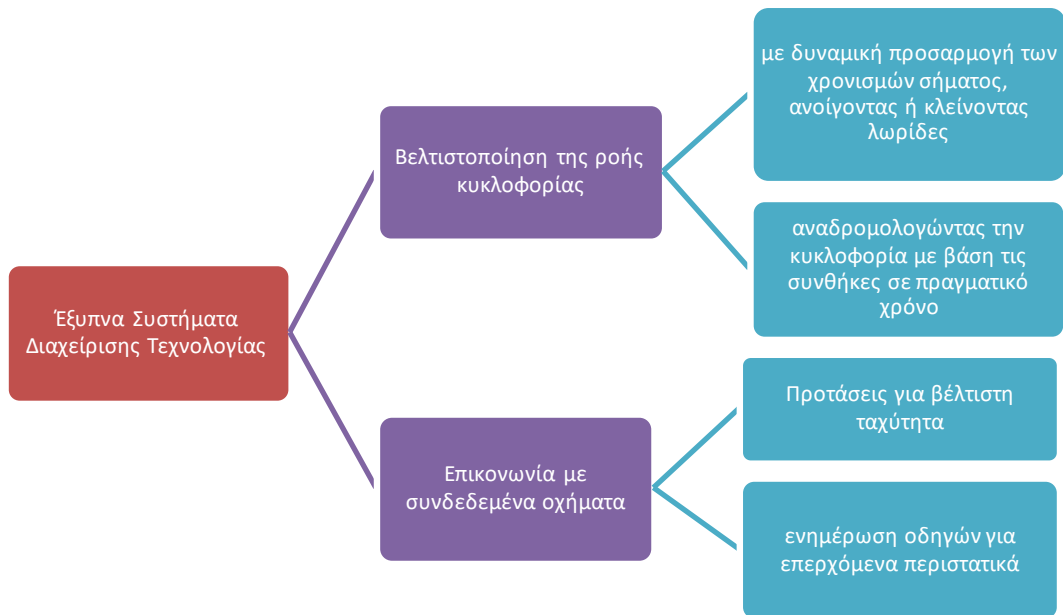 Έξυπνα Συστήματα
Διαχείρισης Τεχνολογίας
Βελτιστοποίηση της ροής
κυκλοφορίας
με δυναμική προσαρμογή των
χρονισμών σήματος,
ανοίγοντας ή κλείνοντας
λωρίδες
αναδρομολογώντας την
κυκλοφορία με βάση τις
συνθήκες σε πραγματικό
χρόνο
Επικονωνία με
συνδεδεμένα οχήματα
Προτάσεις για βέλτιστη
ταχύτητα
ενημέρωση οδηγών για
επερχόμενα περιστατικά